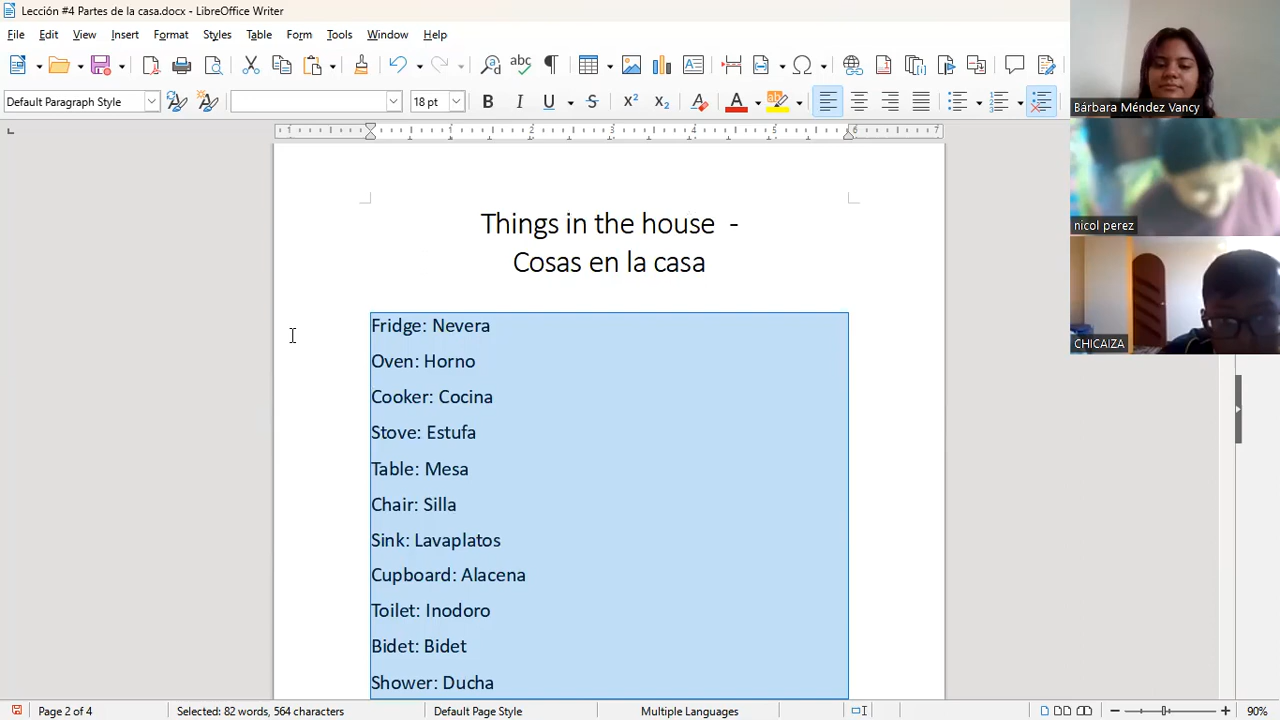 Lección #4 Partes de la casa.docx - LibreOffice Writer
File Edit View Insert Format Styles Table Form Tools Window Help
Default Paragraph Style
18 pt
Things in the house -
Cosas en la casa
Fridge: Nevera
Oven: Horno
Cooker: Cocina
Stove: Estufa
Table: Mesa
Chair: Silla
Sink: Lavaplatos
Cupboard: Alacena
Toilet: Inodoro
Bidet: Bidet
Shower: Ducha
Bárbara Méndez Vancy
nicol perez
CHICAIZA
Page 2 of 4
Selected: 82 words, 564 characters
Default Page Style
Multiple Languages
90%